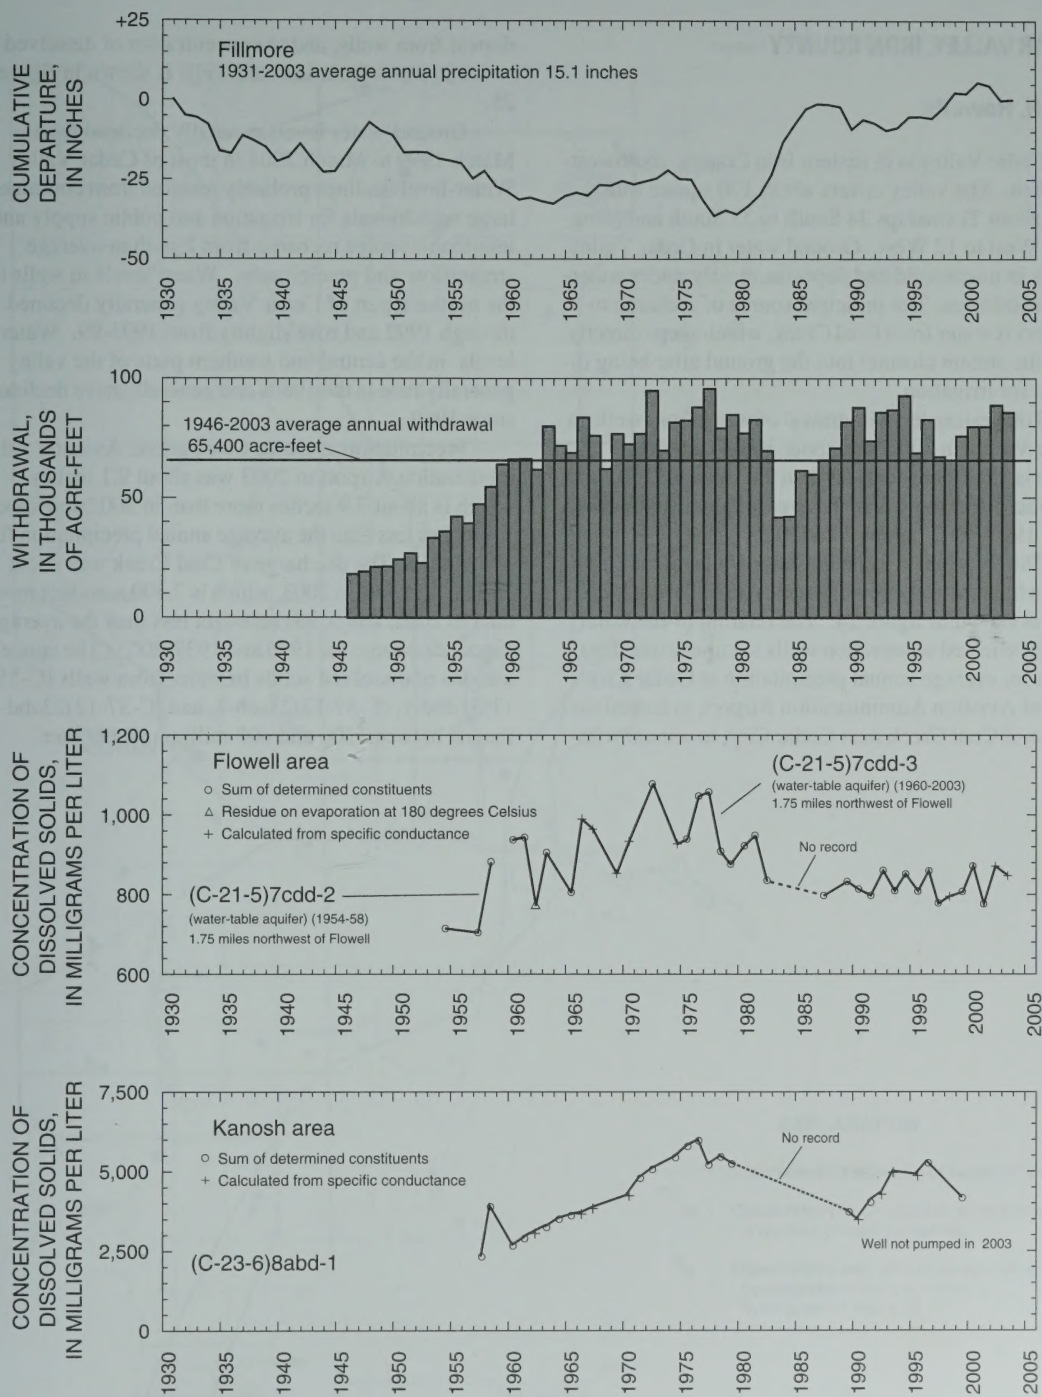 CUMULATIVE
DEPARTURE,
IN INCHES
+25
0
-25
-50
Fillmore
1931-2003 average annual precipitation 15.1 inches
1930
1935
1940
1945
1950
1955
1960
1965
1970
1975
1980
1985
1990
1995
2000
2005
WITHDRAWAL,
IN THOUSANDS
OF ACRE-FEET
100
50
0
1946-2003 average annual withdrawal
65,400 acre-feet
1930
1935
1940
1945
1950
1955
1960
1965
1970
1975
1980
1985
1990
1995
2000
2005
CONCENTRATION OF
DISSOLVED SOLIDS,
IN MILLIGRAMS PER LITER
1,200
1,000
800
600
Flowell area
Sum of determined constituents
Residue on evaporation at 180 degrees Celsius
Calculated from specific conductance
(C-21-5)7cdd-3
(water-table aquifer) (1960-2003)
1.75 miles northwest of Flowell
No record
(C-21-5)7cdd-2
(water-table aquifer) (1954-58)
1.75 miles northwest of Flowell
1930
1935
1940
1945
1950
1955
1960
1965
1970
1975
1980
1985
1990
1995
2000
2005
CONCENTRATION OF
DISSOLVED SOLIDS,
IN MILLIGRAMS PER LITER
7,500
5,000
2,500
0
Kanosh area
Sum of determined constituents
Calculated from specific conductance
No record
(C-23-6)8abd-1
Well not pumped in 2003
1930
1935
1940
1945
1950
1955
1960
1965
1970
1975
1980
1985
1990
1995
2000
2005